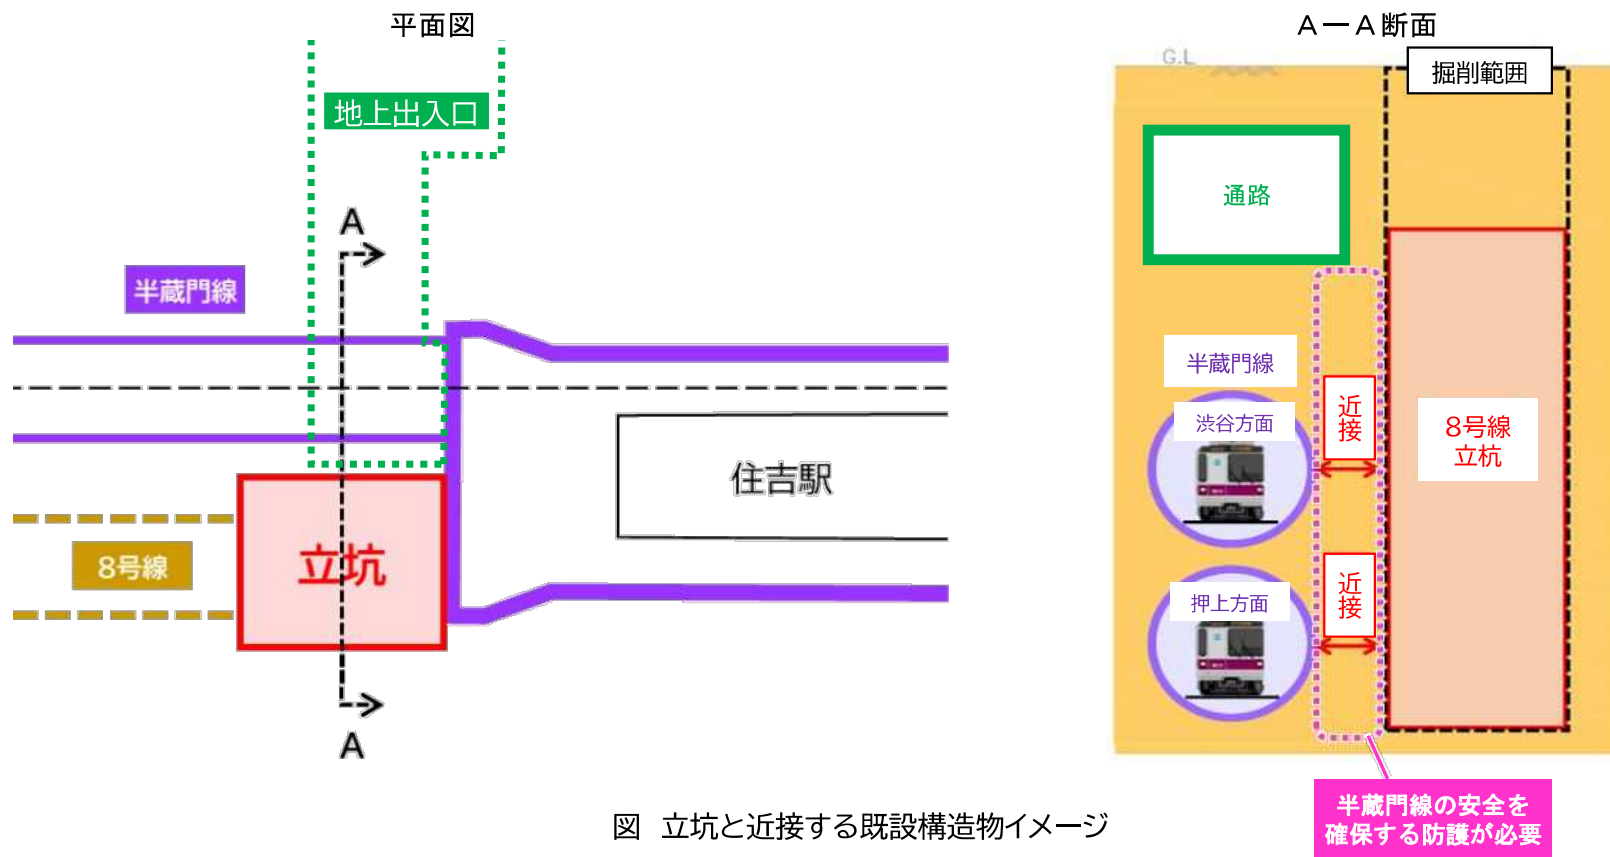 平面図
地上出入口
A
半蔵門線
住吉駅
立坑
8号線
A
A－A断面
G.L
掘削範囲
通路
半蔵門線
渋谷方面
近
接
8号線
立杭
押上方面
近
接
半蔵門線の安全を
確保する防護が必要
図 立坑と近接する既設構造物イメージ